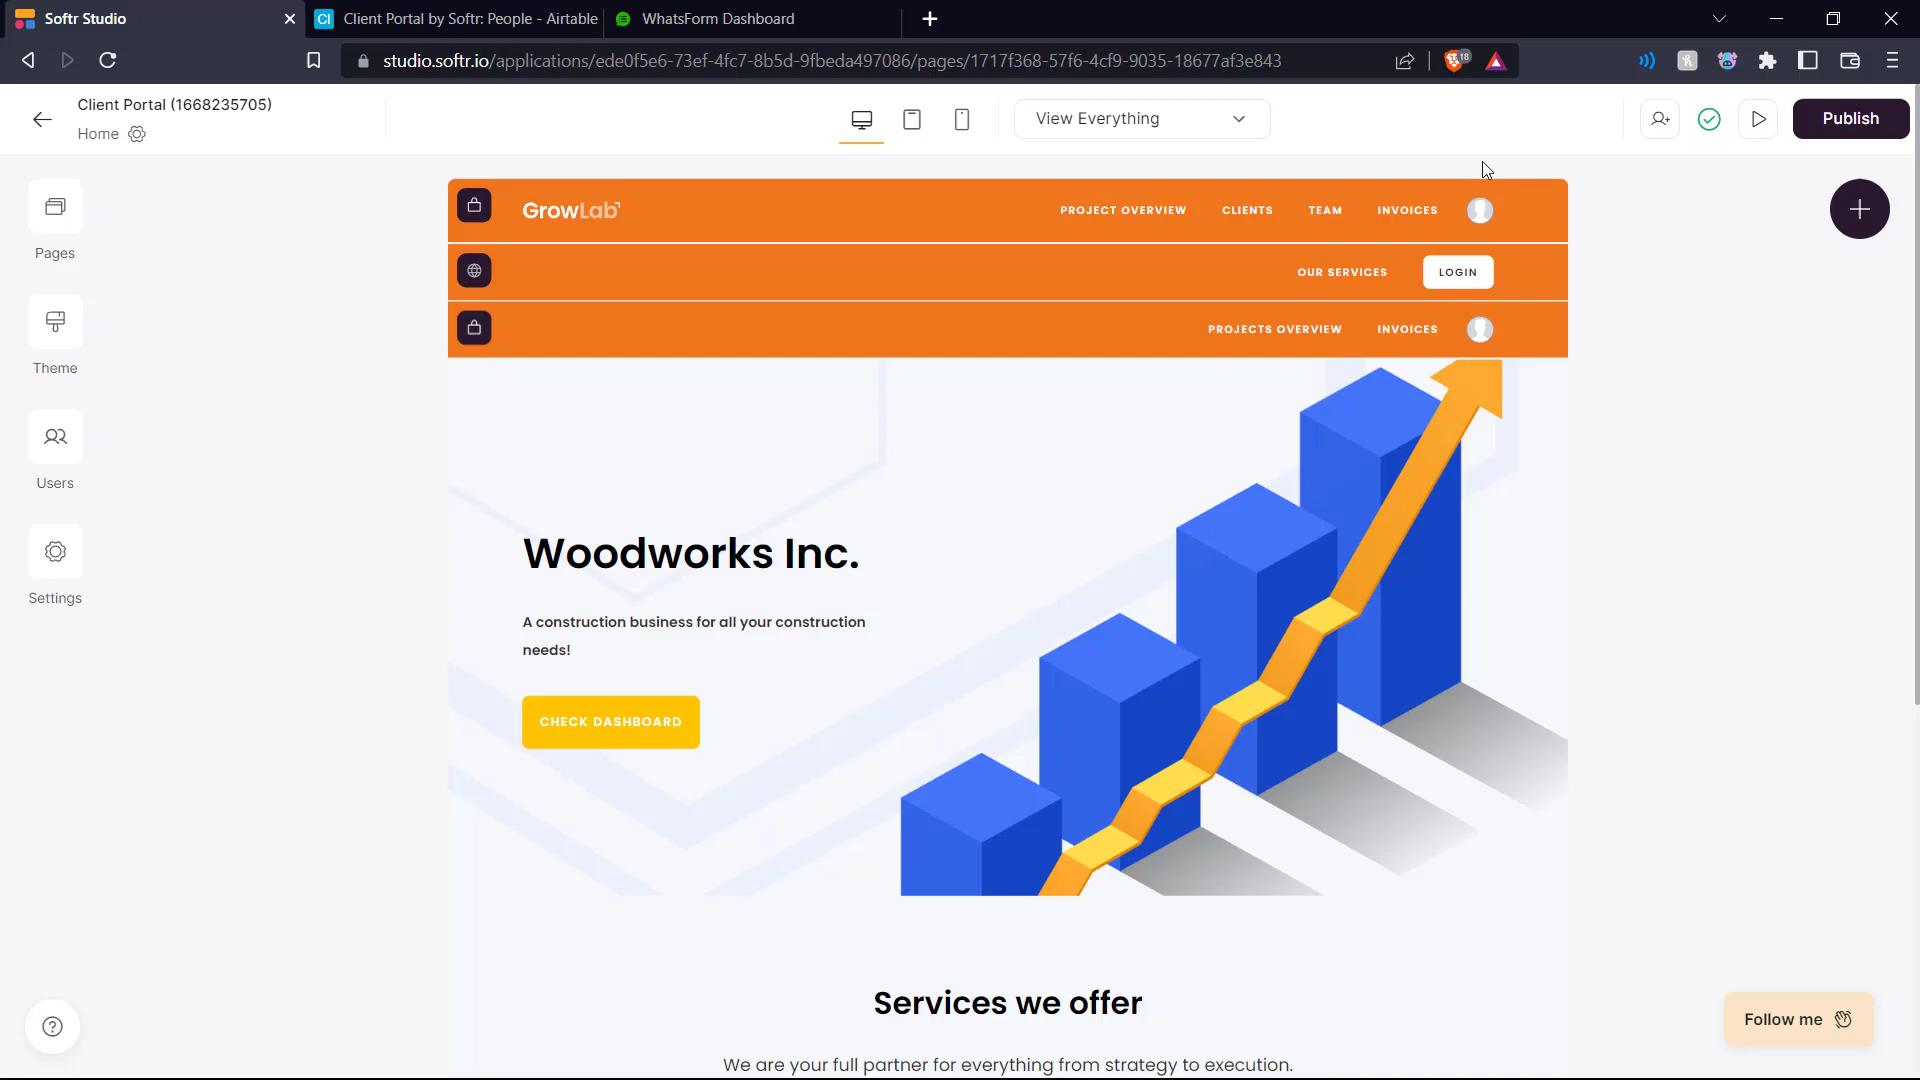 Softr Studio
Client Portal by Softr: People - Airtable
WhatsForm Dashboard
studio.softr.io/applications/ede0f5e6-73ef-4fc7-8b5d-9fbeda497086/pages/1717f368-57f6-4cf9-9035-18677af3e843
18
Client Portal (1668235705)
Home
View Everything
Publish
Pages
Theme
Users
Settings
GrowLab
PROJECT OVERVIEW
CLIENTS
TEAM
INVOICES
OUR SERVICES
LOGIN
PROJECTS OVERVIEW
INVOICES
Woodworks Inc.
A construction business for all your construction
needs!
CHECK DASHBOARD
Services we offer
We are your full partner for everything from strategy to execution.
Follow me